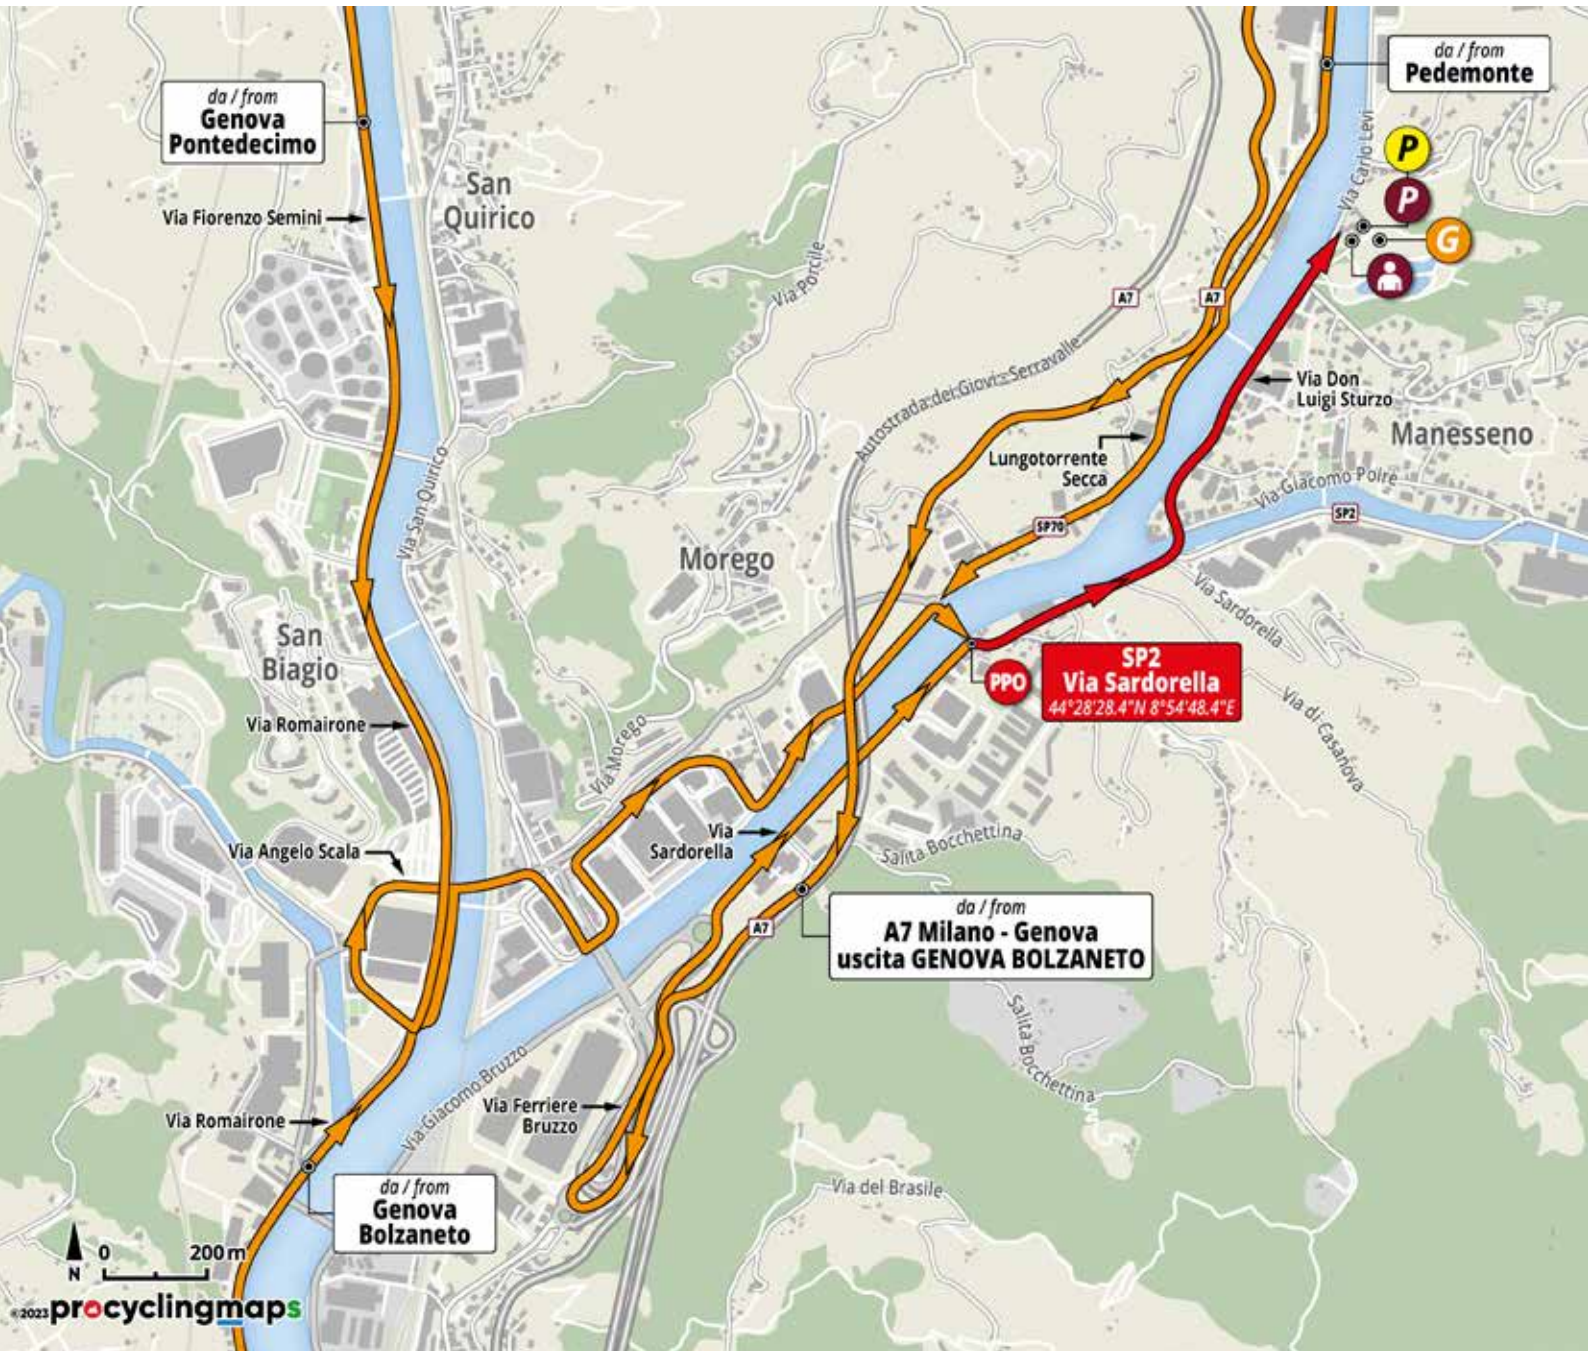 da / from
Pedemonte
da / from
Genova
Pontedecimo
Via Carlo Levi
P
P
G
San
Quirico
Via Fiorenzo Semini
Via Porcile
A7
A7
Autostrada dei Giovi - Serravalle
Via Don
Luigi Sturzo
Manesseno
Lungotorrente
Secca
Via San Quirico
Via Giacomo Poire
SP2
SP70
Morego
Via Sardorella
San
Biagio
PPO
SP2
Via Sardorella
44°28'28.4"N 8°54'48.4"E
Via Romairone
Via Morego
Via di Casanova
Via
Sardorella
Via Angelo Scala
Salita Bocchettina
da / from
A7 Milano - Genova
uscita GENOVA BOLZANETO
A7
Salita Bocchettina
Via Giacomo Bruzzo
Via Ferriere
Bruzzo
Via Romairone
da / from
Genova
Bolzaneto
Via del Brasile
N
0 200 m
©2023 procyclingmaps